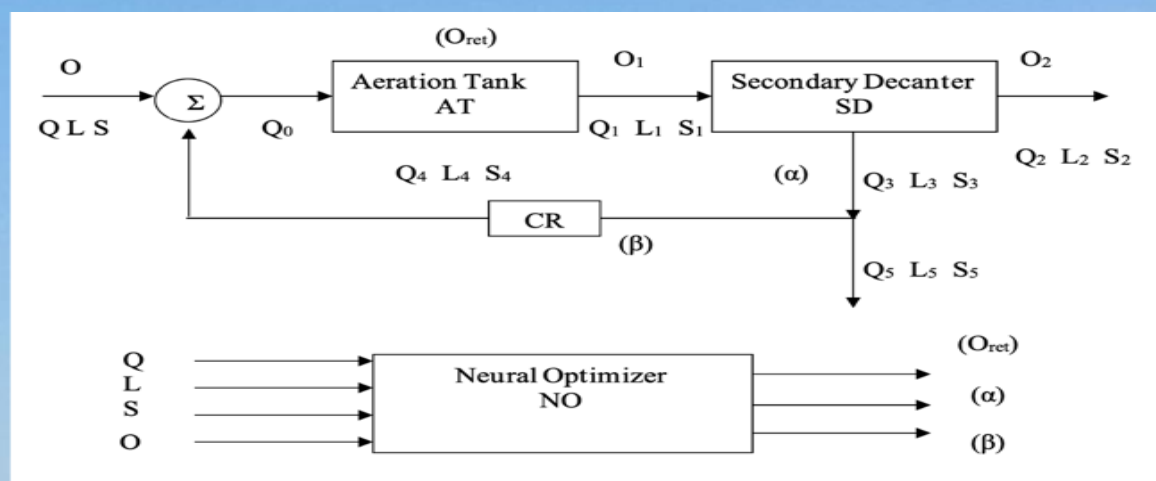 (Oret)
O
O₁
O₂
Aeration Tank
AT
Secondary Decanter
SD
Σ
Q L S
Q₀
Q₁ L₁ S₁
Q₂ L₂ S₂
Q₄ L₄ S₄
(α)
Q₃ L₃ S₃
CR
(β)
Q₅ L₅ S₅
Q
L
S
O
Neural Optimizer
NO
(Oret)
(α)
(β)